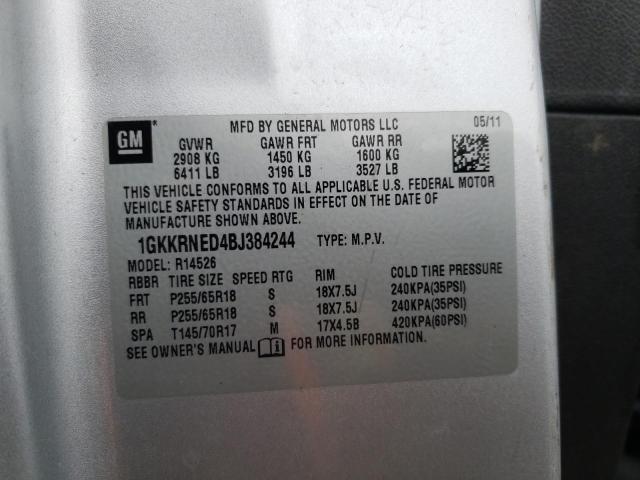 GM ®
MFD BY GENERAL MOTORS LLC 05/11
GVWR GAWR FRT GAWR RR
2908 KG 1450 KG 1600 KG
6411 LB 3196 LB 3527 LB
THIS VEHICLE CONFORMS TO ALL APPLICABLE U.S. FEDERAL MOTOR
VEHICLE SAFETY STANDARDS IN EFFECT ON THE DATE OF
MANUFACTURE SHOWN ABOVE.
1GKKRNED4BJ384244 TYPE: M.P.V.
MODEL: R14526
RBBR TIRE SIZE SPEED RTG RIM COLD TIRE PRESSURE
FRT P255/65R18 S 18X7.5J 240KPA(35PSI)
RR P255/65R18 S 18X7.5J 240KPA(35PSI)
SPA T145/70R17 M 17X4.5B 420KPA(60PSI)
SEE OWNER'S MANUAL i FOR MORE INFORMATION.